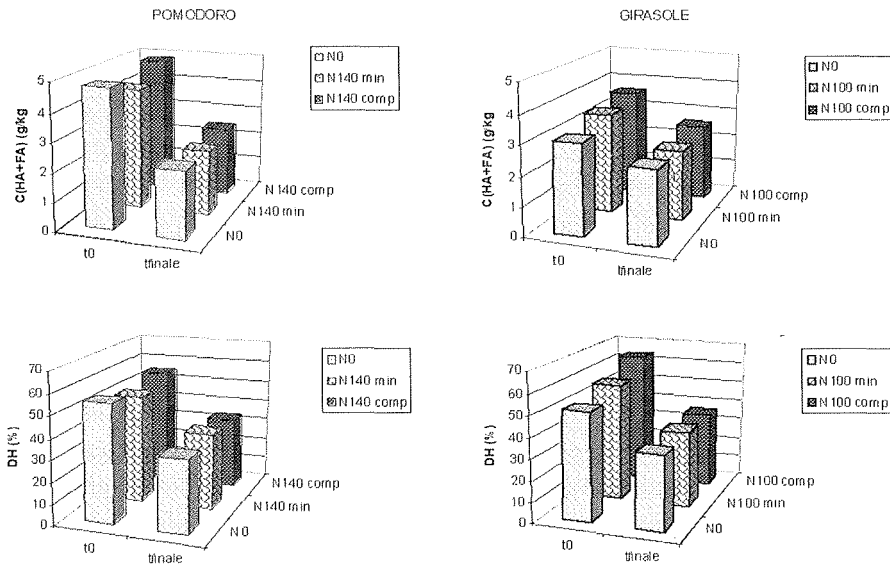 POMODORO
C(HA+FA) (g/kg
5
4
3
2
1
0
t0
tfinale
N0
N140 min
N140 comp
N0
N140 min
N140 comp
GIRASOLE
C(HA+FA) (g/kg
5
4
3
2
1
0
t0
tfinale
N0
N100 min
N100 comp
N0
N100 min
N100 comp
DH (%)
70
60
50
40
30
20
10
0
t0
tfinale
N0
N140 min
N140 comp
N0
N140 min
N140 comp
DH (%)
70
60
50
40
30
20
10
0
t0
tfinale
N0
N100 min
N100 comp
N0
N100 min
N100 comp